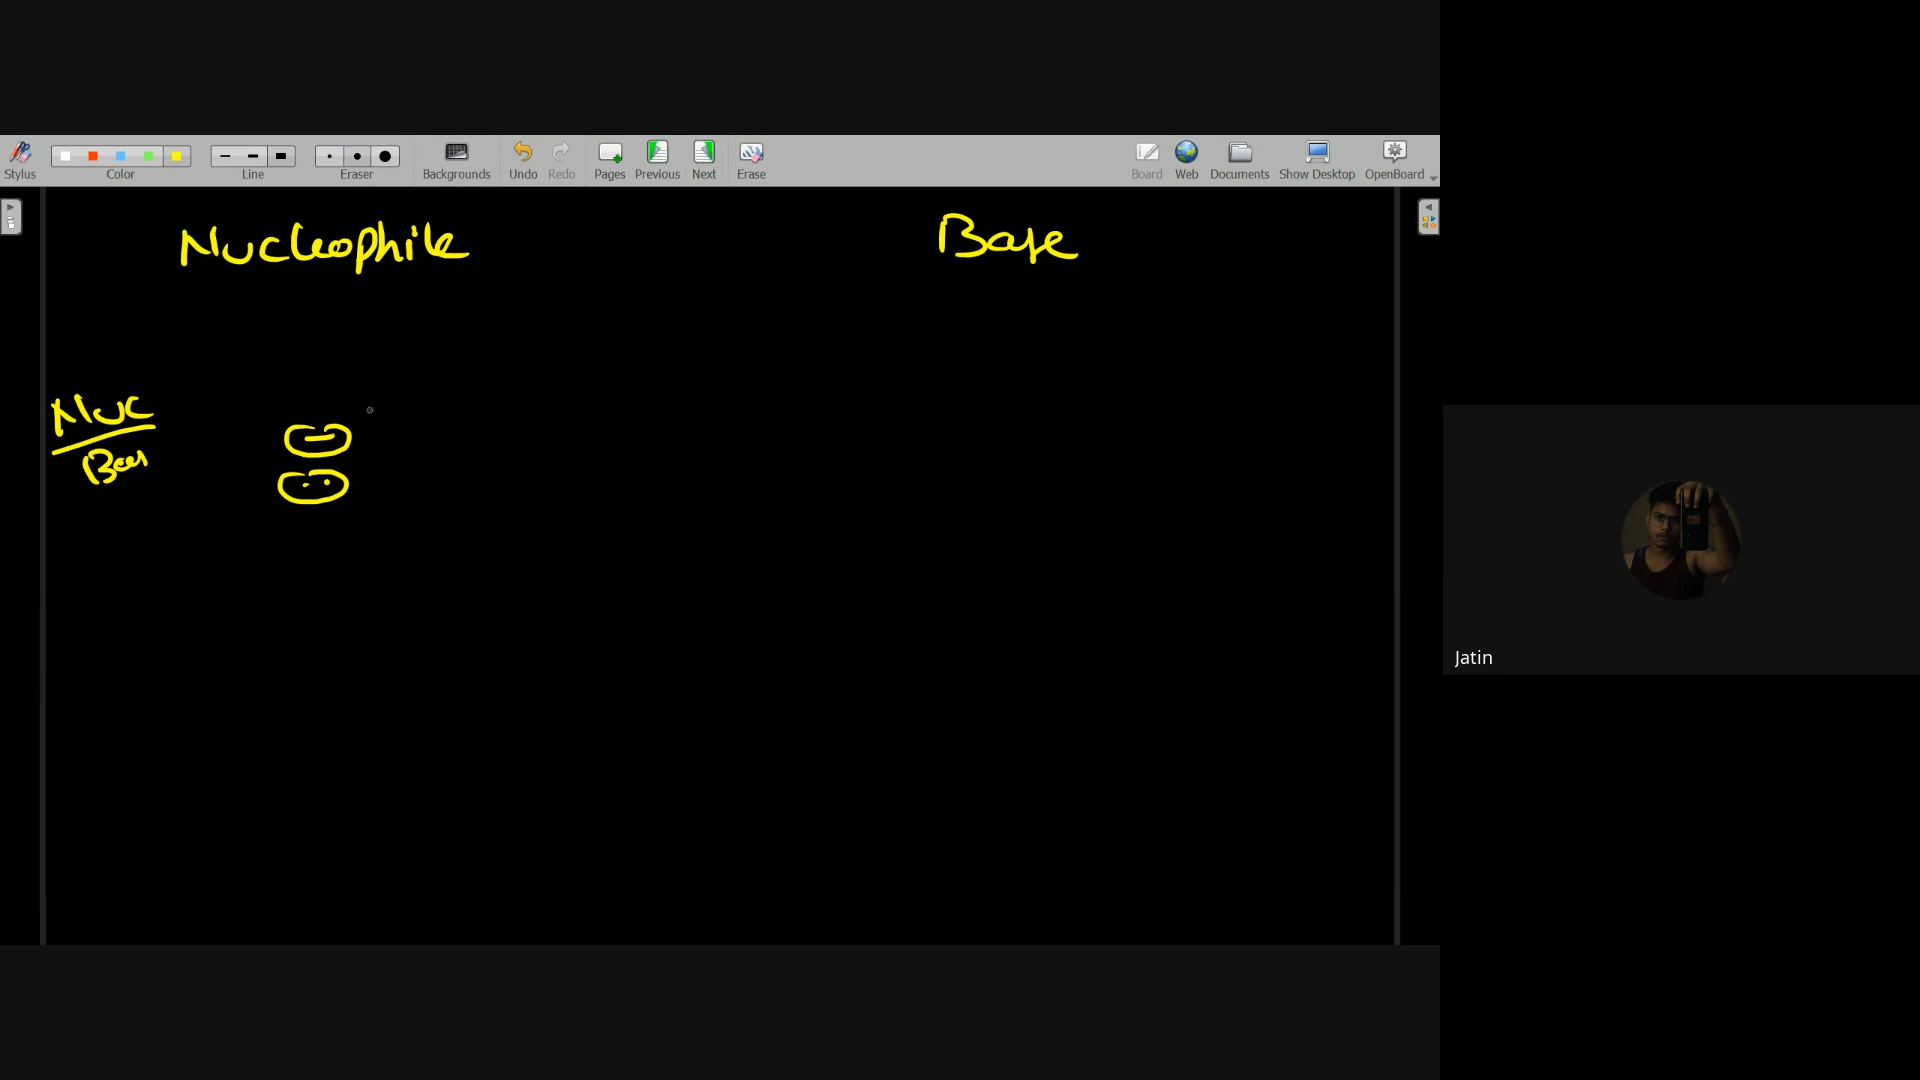 Stylus Color Line Eraser Backgrounds Undo Redo Pages Previous Next Erase Board Web Documents Show Desktop OpenBoard
Nucleophile Base
Nuc
Jatin